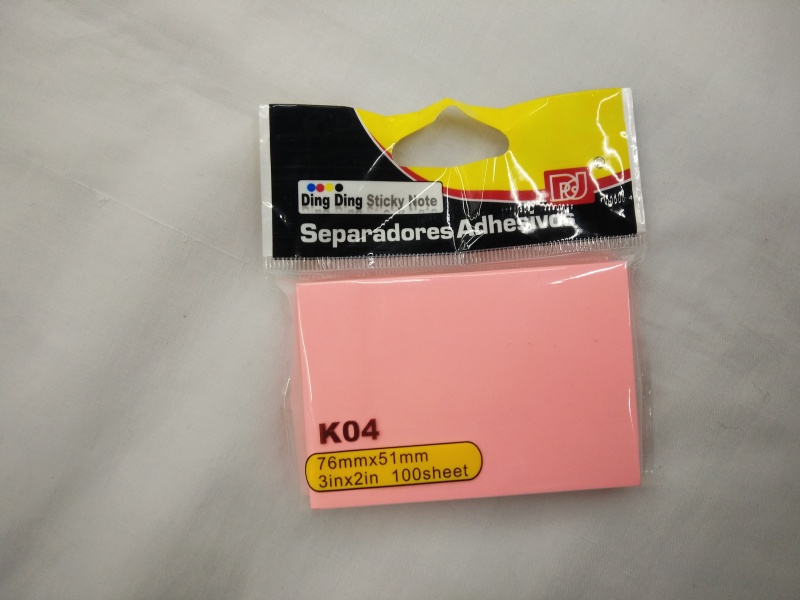 Ding Ding Sticky Note
Separadores Adhesivos
K04
76mmx51mm
3inx2in 100sheet